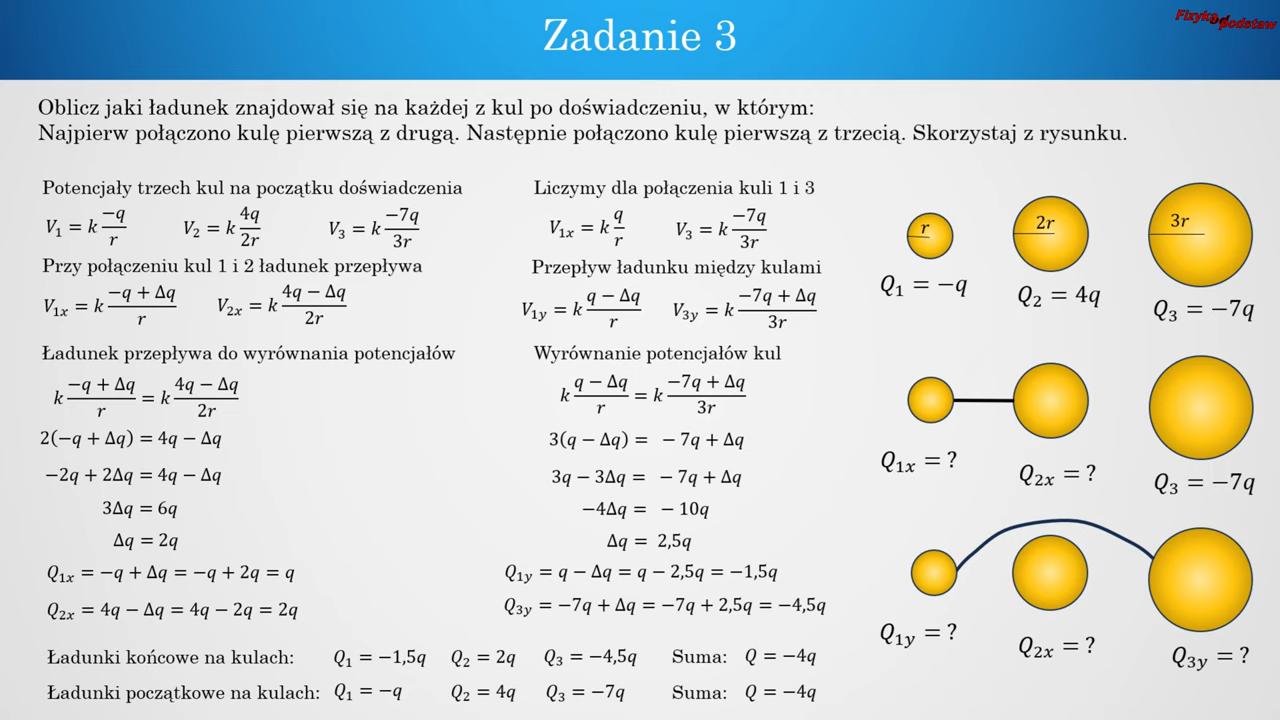 Zadanie 3
Fizyka od podstaw
Oblicz jaki ładunek znajdował się na każdej z kul po doświadczeniu, w którym:
Najpierw połączono kulę pierwszą z drugą. Następnie połączono kulę pierwszą z trzecią. Skorzystaj z rysunku.
Potencjały trzech kul na początku doświadczenia
V₁ = k −q/r V₂ = k 4q/2r V₃ = k −7q/3r
Przy połączeniu kul 1 i 2 ładunek przepływa
V₁ₓ = k (−q + Δq)/r V₂ₓ = k (4q − Δq)/2r
Ładunek przepływa do wyrównania potencjałów
k (−q + Δq)/r = k (4q − Δq)/2r
2(−q + Δq) = 4q − Δq
−2q + 2Δq = 4q − Δq
3Δq = 6q
Δq = 2q
Q₁ₓ = −q + Δq = −q + 2q = q
Q₂ₓ = 4q − Δq = 4q − 2q = 2q
Liczymy dla połączenia kuli 1 i 3
V₁ₓ = k q/r V₃ = k −7q/3r
Przepływ ładunku między kulami
V_1y = k (q − Δq)/r V_3y = k (−7q + Δq)/3r
Wyrównanie potencjałów kul
k (q − Δq)/r = k (−7q + Δq)/3r
3(q − Δq) = − 7q + Δq
3q − 3Δq = − 7q + Δq
−4Δq = − 10q
Δq = 2,5q
Q_1y = q − Δq = q − 2,5q = −1,5q
Q_3y = −7q + Δq = −7q + 2,5q = −4,5q
Ładunki końcowe na kulach: Q₁ = −1,5q Q₂ = 2q Q₃ = −4,5q Suma: Q = −4q
Ładunki początkowe na kulach: Q₁ = −q Q₂ = 4q Q₃ = −7q Suma: Q = −4q
r 2r 3r
Q₁ = −q Q₂ = 4q Q₃ = −7q
Q₁ₓ = ? Q₂ₓ = ? Q₃ = −7q
Q_1y = ? Q₂ₓ = ? Q_3y = ?